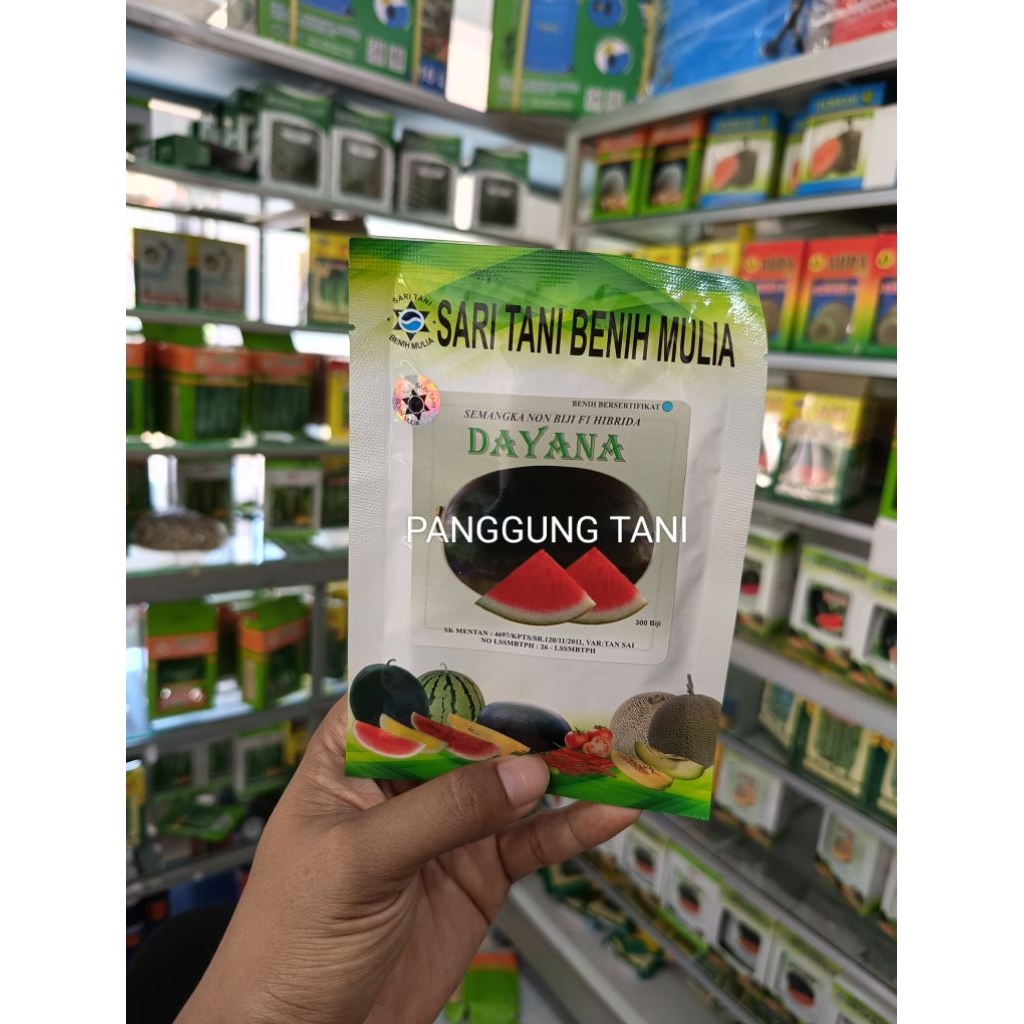 SARI TANI
BENIH MULIA
SARI TANI BENIH MULIA
BENIH BERSERTIFIKAT
SEMANGKA NON BIJI F1 HIBRIDA
DAYANA
PANGGUNG TANI
300 Biji
SK MENTAN : 4697/KPTS/SR.120/11/2011, VAR:TAN SAI
NO LSSMBTPH : 26 - LSSMBTPH